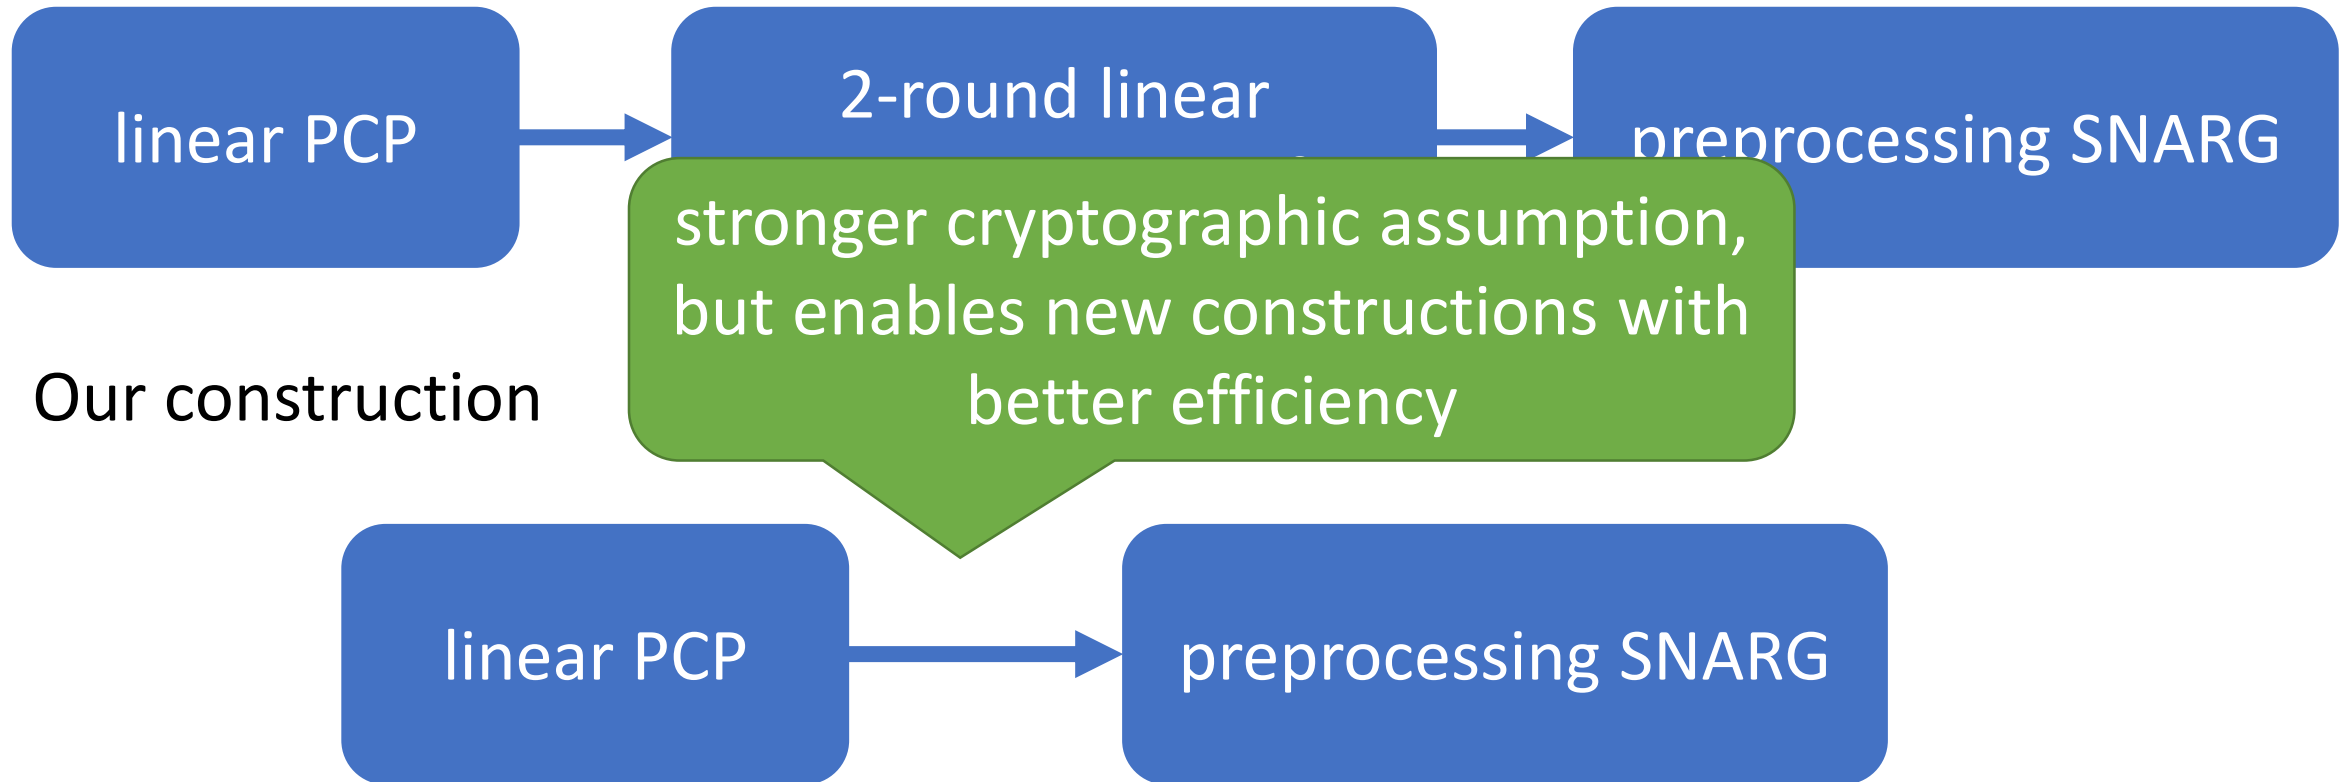 linear PCP
2-round linear
preprocessing SNARG
stronger cryptographic assumption,
but enables new constructions with
better efficiency
Our construction
linear PCP
preprocessing SNARG